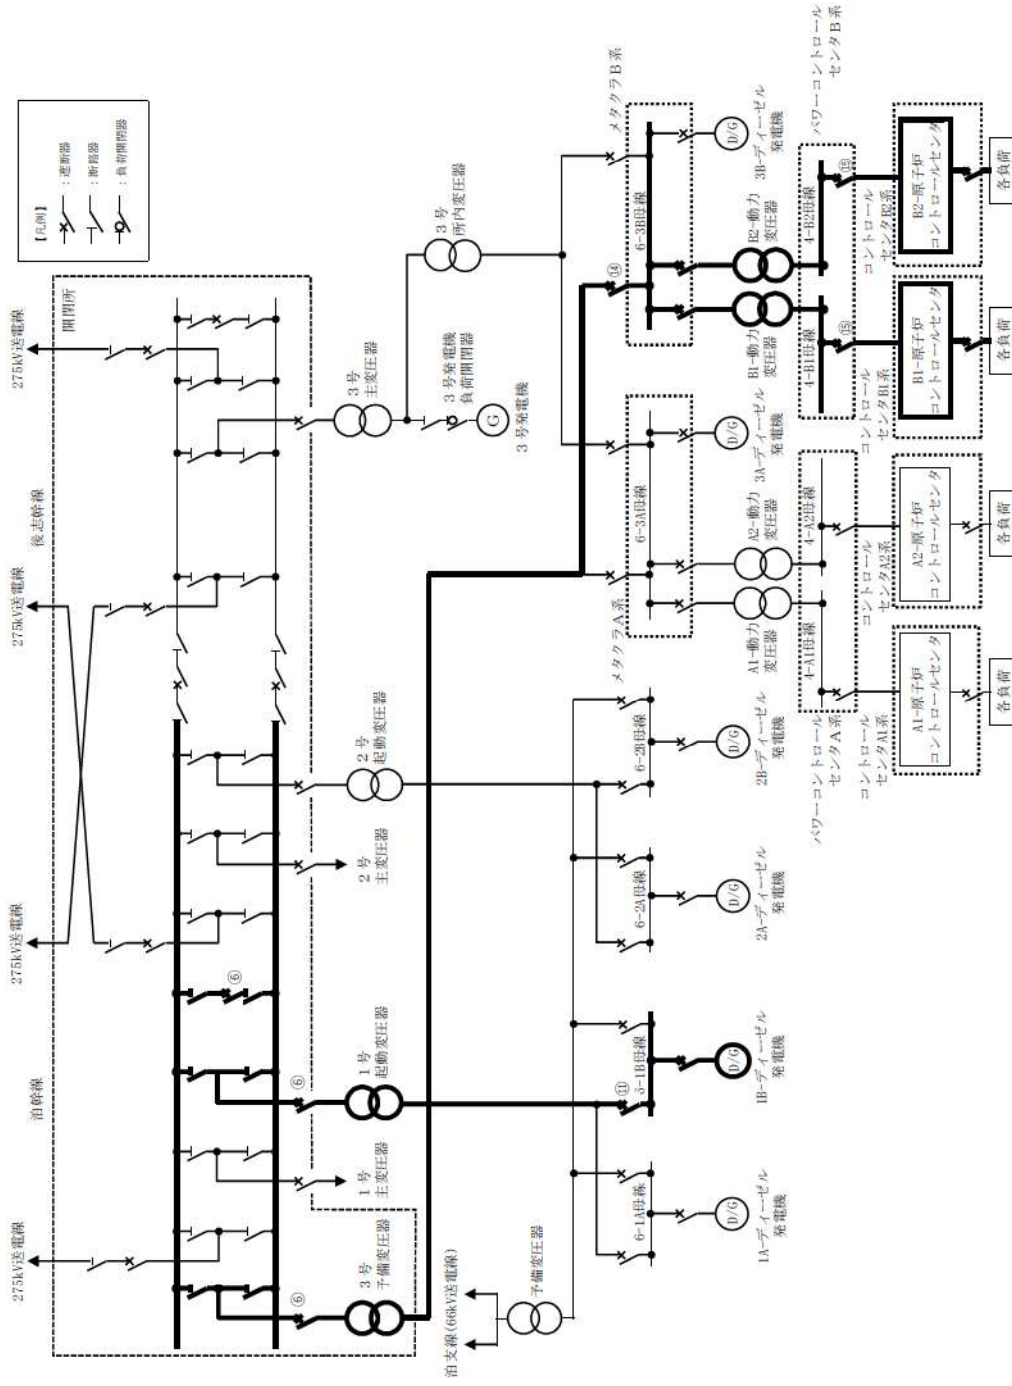 【凡例】
：遮断器
：断路器
：負荷開閉器
開閉所
275kV送電線
後志幹線
275kV送電線
275kV送電線
泊幹線
275kV送電線
3号
主変圧器
3号発電機
負荷開閉器
G
3号発電機
3号
所内変圧器
2号
起動変圧器
2号
主変圧器
⑥
⑥
1号
起動変圧器
1号
主変圧器
⑥
3号
予備変圧器
泊支線(66kV送電線)
予備変圧器
メタクラB系
6-3B母線
⑭
D/G
3B-ディーゼル
発電機
B2-動力
変圧器
B1-動力
変圧器
メタクラA系
6-3A母線
D/G
3A-ディーゼル
発電機
A2-動力
変圧器
A1-動力
変圧器
6-2B母線
D/G
2B-ディーゼル
発電機
6-2A母線
D/G
2A-ディーゼル
発電機
⑪
6-1B母線
D/G
1B-ディーゼル
発電機
6-1A母線
D/G
1A-ディーゼル
発電機
パワーコントロール
センタB系
4-B2母線
⑮
4-B1母線
⑮
コントロール
センタB2系
B2-原子炉
コントロールセンタ
各負荷
コントロール
センタB1系
B1-原子炉
コントロールセンタ
各負荷
パワーコントロール
センタA系
4-A2母線
4-A1母線
コントロール
センタA2系
A2-原子炉
コントロールセンタ
各負荷
コントロール
センタA1系
A1-原子炉
コントロールセンタ
各負荷